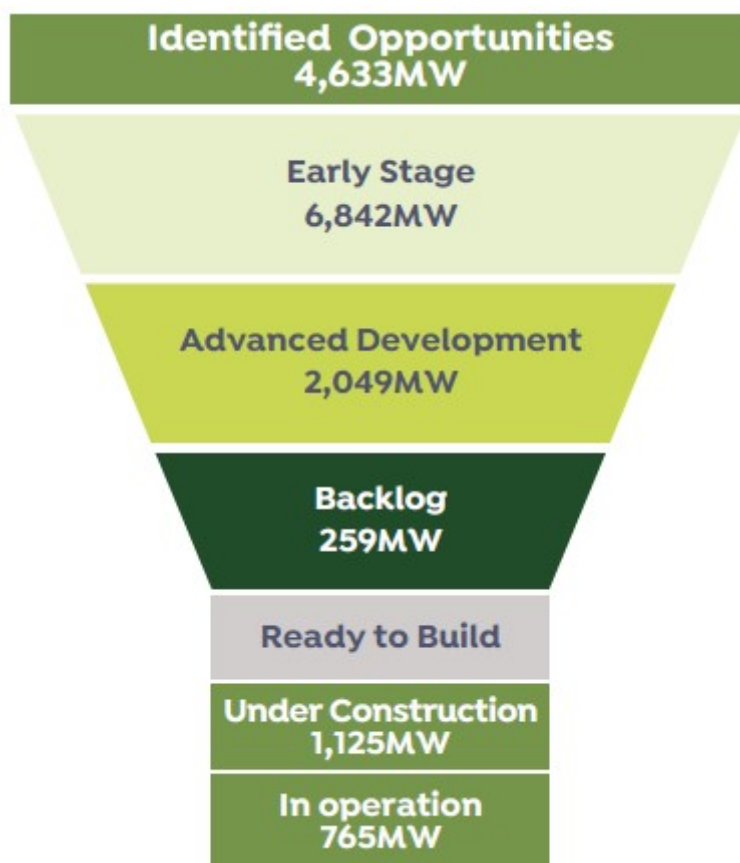 Identified Opportunities
4,633MW
Early Stage
6,842MW
Advanced Development
2,049MW
Backlog
259MW
Ready to Build
Under Construction
1,125MW
In operation
765MW